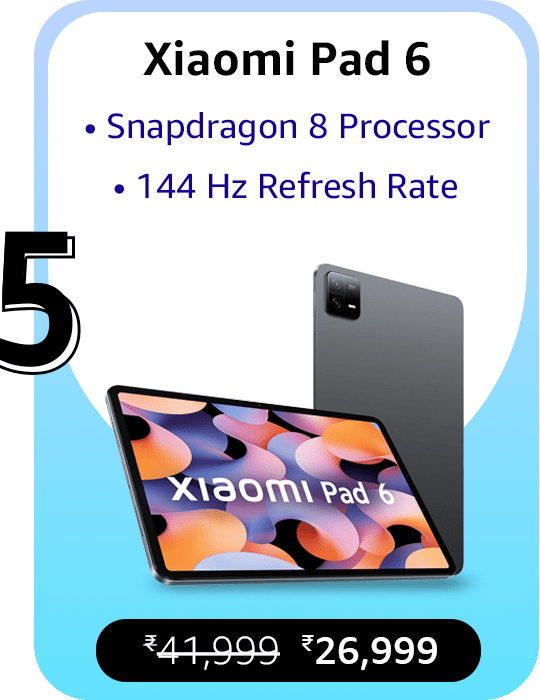 Xiaomi Pad 6
• Snapdragon 8 Processor
• 144 Hz Refresh Rate
5
XIAOMI Pad 6
₹41,999 ₹26,999